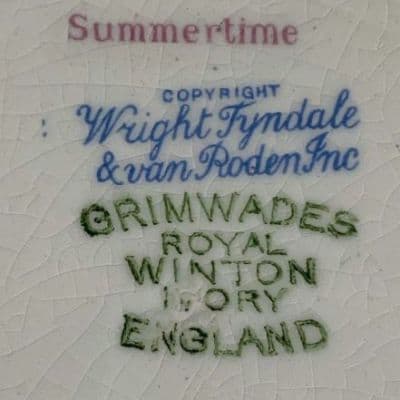 Summertime
COPYRIGHT
Wright Tyndale
& van Roden Inc
GRIMWADES
ROYAL
WINTON
IVORY
ENGLAND